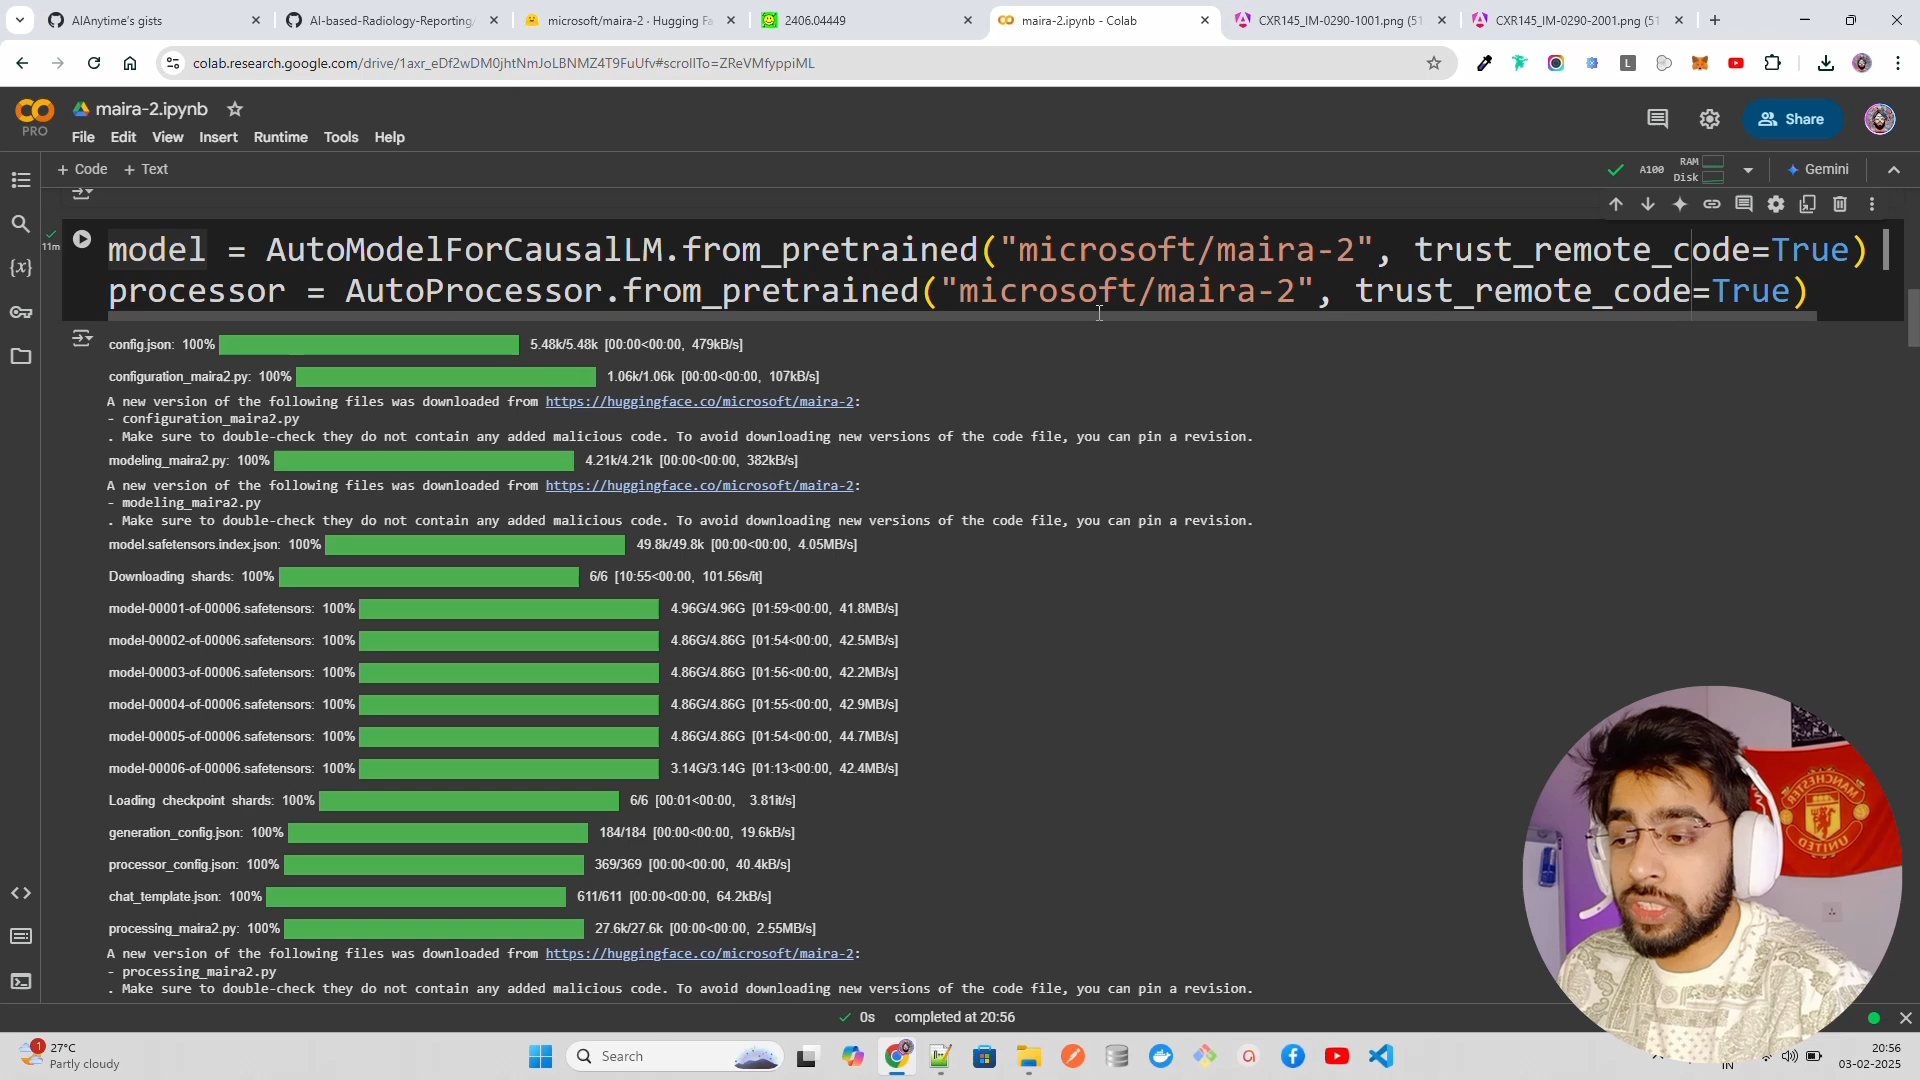 AIAnytime's gists
AI-based-Radiology-Reporting
microsoft/maira-2 · Hugging Fa
2406.04449
maira-2.ipynb - Colab
CXR145_IM-0290-1001.png (51
CXR145_IM-0290-2001.png (51
colab.research.google.com/drive/1axr_eDf2wDM0jhtNmJoLBNMZ4T9FuUfv#scrollTo=ZReVMfyppiML
PRO
maira-2.ipynb
File Edit View Insert Runtime Tools Help
Share
+ Code + Text
A100
RAM
Disk
Gemini
11m
model = AutoModelForCausalLM.from_pretrained("microsoft/maira-2", trust_remote_code=True)
processor = AutoProcessor.from_pretrained("microsoft/maira-2", trust_remote_code=True)
config.json: 100% 5.48k/5.48k [00:00<00:00, 479kB/s]
configuration_maira2.py: 100% 1.06k/1.06k [00:00<00:00, 107kB/s]
A new version of the following files was downloaded from https://huggingface.co/microsoft/maira-2:
- configuration_maira2.py
. Make sure to double-check they do not contain any added malicious code. To avoid downloading new versions of the code file, you can pin a revision.
modeling_maira2.py: 100% 4.21k/4.21k [00:00<00:00, 382kB/s]
A new version of the following files was downloaded from https://huggingface.co/microsoft/maira-2:
- modeling_maira2.py
. Make sure to double-check they do not contain any added malicious code. To avoid downloading new versions of the code file, you can pin a revision.
model.safetensors.index.json: 100% 49.8k/49.8k [00:00<00:00, 4.05MB/s]
Downloading shards: 100% 6/6 [10:55<00:00, 101.56s/it]
model-00001-of-00006.safetensors: 100% 4.96G/4.96G [01:59<00:00, 41.8MB/s]
model-00002-of-00006.safetensors: 100% 4.86G/4.86G [01:54<00:00, 42.5MB/s]
model-00003-of-00006.safetensors: 100% 4.86G/4.86G [01:56<00:00, 42.2MB/s]
model-00004-of-00006.safetensors: 100% 4.86G/4.86G [01:55<00:00, 42.9MB/s]
model-00005-of-00006.safetensors: 100% 4.86G/4.86G [01:54<00:00, 44.7MB/s]
model-00006-of-00006.safetensors: 100% 3.14G/3.14G [01:13<00:00, 42.4MB/s]
Loading checkpoint shards: 100% 6/6 [00:01<00:00, 3.81it/s]
generation_config.json: 100% 184/184 [00:00<00:00, 19.6kB/s]
processor_config.json: 100% 369/369 [00:00<00:00, 40.4kB/s]
chat_template.json: 100% 611/611 [00:00<00:00, 64.2kB/s]
processing_maira2.py: 100% 27.6k/27.6k [00:00<00:00, 2.55MB/s]
A new version of the following files was downloaded from https://huggingface.co/microsoft/maira-2:
- processing_maira2.py
. Make sure to double-check they do not contain any added malicious code. To avoid downloading new versions of the code file, you can pin a revision.
MANCHESTER
UNITED
0s completed at 20:56
1
27°C
Partly cloudy
Search
IN
20:56
03-02-2025